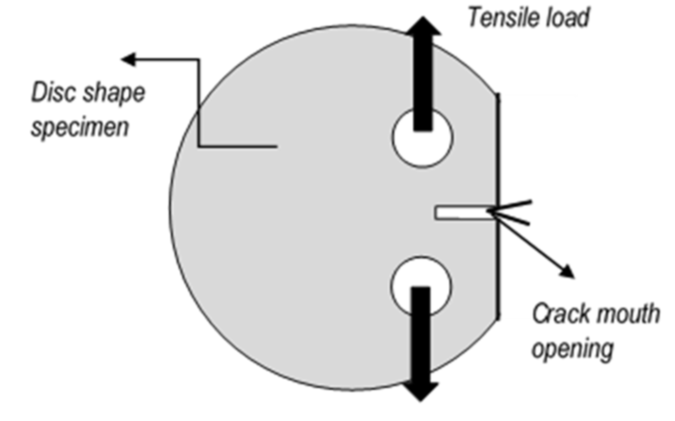 Tensile load
Disc shape
specimen
Crack mouth
opening